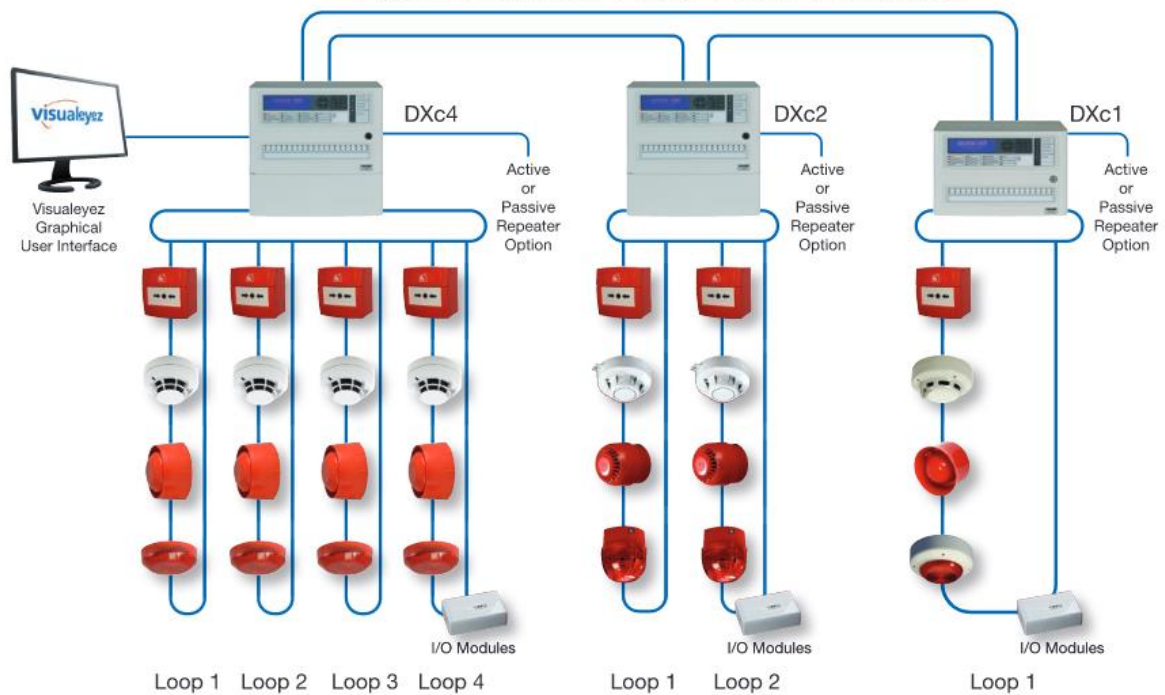 visualeyez
Visualeyez
Graphical
User Interface
DXc4
Active
or
Passive
Repeater
Option
DXc2
Active
or
Passive
Repeater
Option
DXc1
Active
or
Passive
Repeater
Option
I/O Modules
I/O Modules
I/O Modules
Loop 1 Loop 2 Loop 3 Loop 4
Loop 1 Loop 2
Loop 1